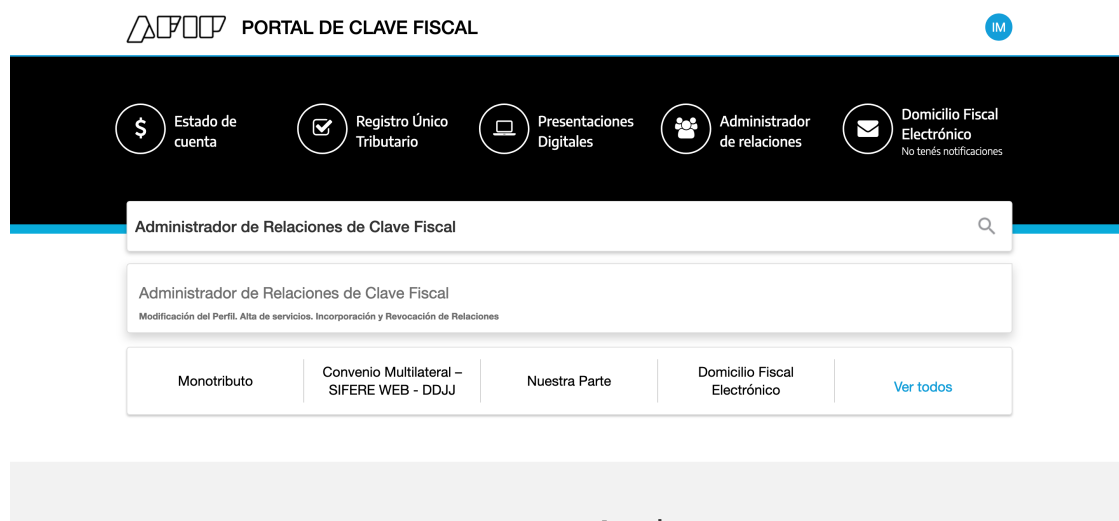 AFIP PORTAL DE CLAVE FISCAL
IM
Estado de
cuenta
Registro Único
Tributario
Presentaciones
Digitales
Administrador
de relaciones
Domicilio Fiscal
Electrónico
No tenés notificaciones
Administrador de Relaciones de Clave Fiscal
Administrador de Relaciones de Clave Fiscal
Modificación del Perfil. Alta de servicios. Incorporación y Revocación de Relaciones
Monotributo
Convenio Multilateral –
SIFERE WEB - DDJJ
Nuestra Parte
Domicilio Fiscal
Electrónico
Ver todos